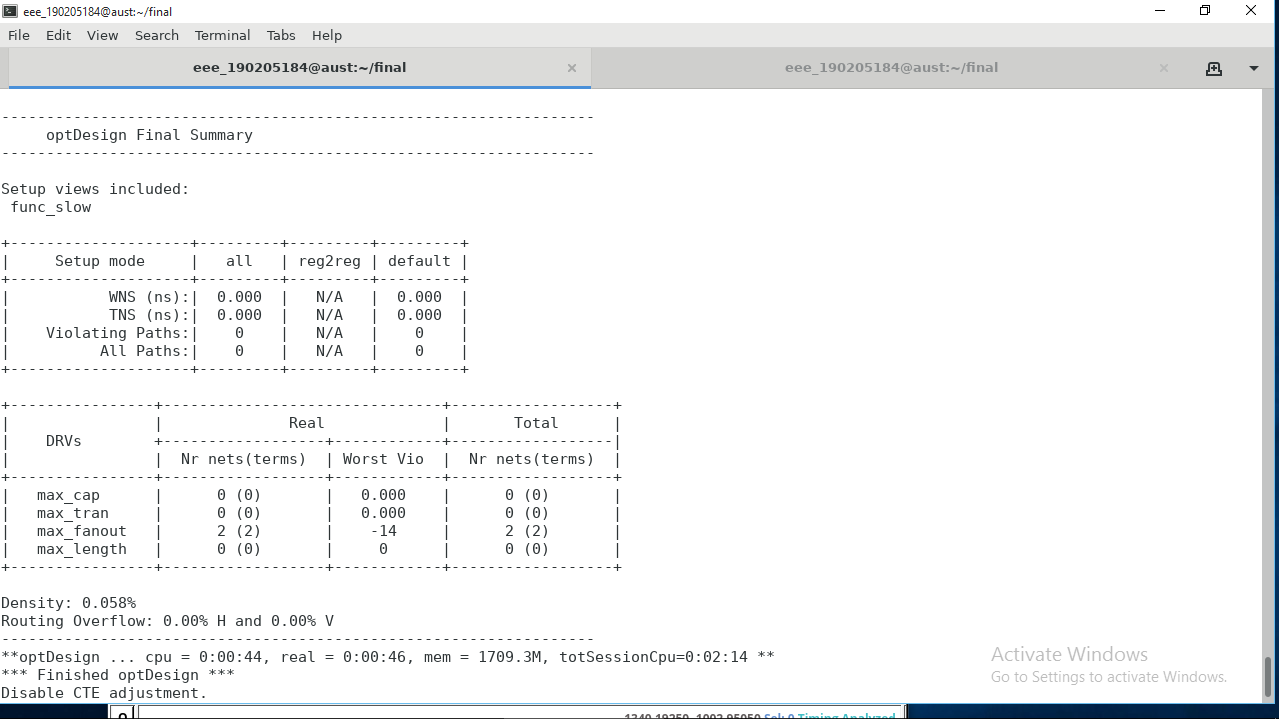 eee_190205184@aust:~/final
File Edit View Search Terminal Tabs Help
eee_190205184@aust:~/final × eee_190205184@aust:~/final ×
------------------------------------------------------------------
     optDesign Final Summary
------------------------------------------------------------------
Setup views included:
 func_slow
+--------------------+---------+---------+---------+
|     Setup mode     |   all   | reg2reg | default |
+--------------------+---------+---------+---------+
|           WNS (ns):|  0.000  |   N/A   |  0.000  |
|           TNS (ns):|  0.000  |   N/A   |  0.000  |
|    Violating Paths:|    0    |   N/A   |    0    |
|          All Paths:|    0    |   N/A   |    0    |
+--------------------+---------+---------+---------+
+----------------+-------------------------------+------------------+
|                |              Real             |       Total      |
|    DRVs        +------------------+------------+------------------|
|                |  Nr nets(terms)  | Worst Vio  |  Nr nets(terms)  |
+----------------+------------------+------------+------------------+
|   max_cap      |      0 (0)       |   0.000    |      0 (0)       |
|   max_tran     |      0 (0)       |   0.000    |      0 (0)       |
|   max_fanout   |      2 (2)       |    -14     |      2 (2)       |
|   max_length   |      0 (0)       |     0      |      0 (0)       |
+----------------+------------------+------------+------------------+
Density: 0.058%
Routing Overflow: 0.00% H and 0.00% V
------------------------------------------------------------------
**optDesign ... cpu = 0:00:44, real = 0:00:46, mem = 1709.3M, totSessionCpu=0:02:14 **
*** Finished optDesign ***
Disable CTE adjustment.
Activate Windows
Go to Settings to activate Windows.